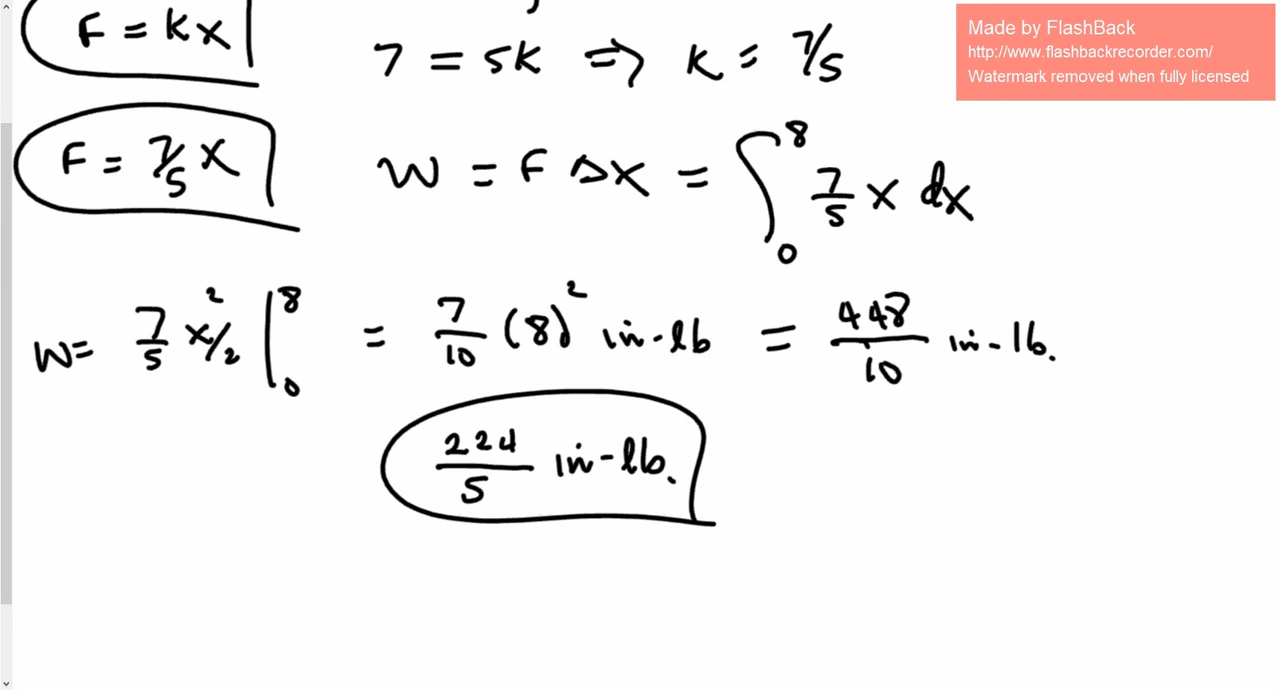 F = kx
7 = 5k ⇒ k = 7/5
Made by FlashBack
http://www.flashbackrecorder.com/
Watermark removed when fully licensed
F = 7/5 x
W = F Δx = ∫₀⁸ 7/5 x dx
W = 7/5 x²/2 |₀⁸ = 7/10 (8)² in-lb = 448/10 in-lb.
224/5 in-lb.